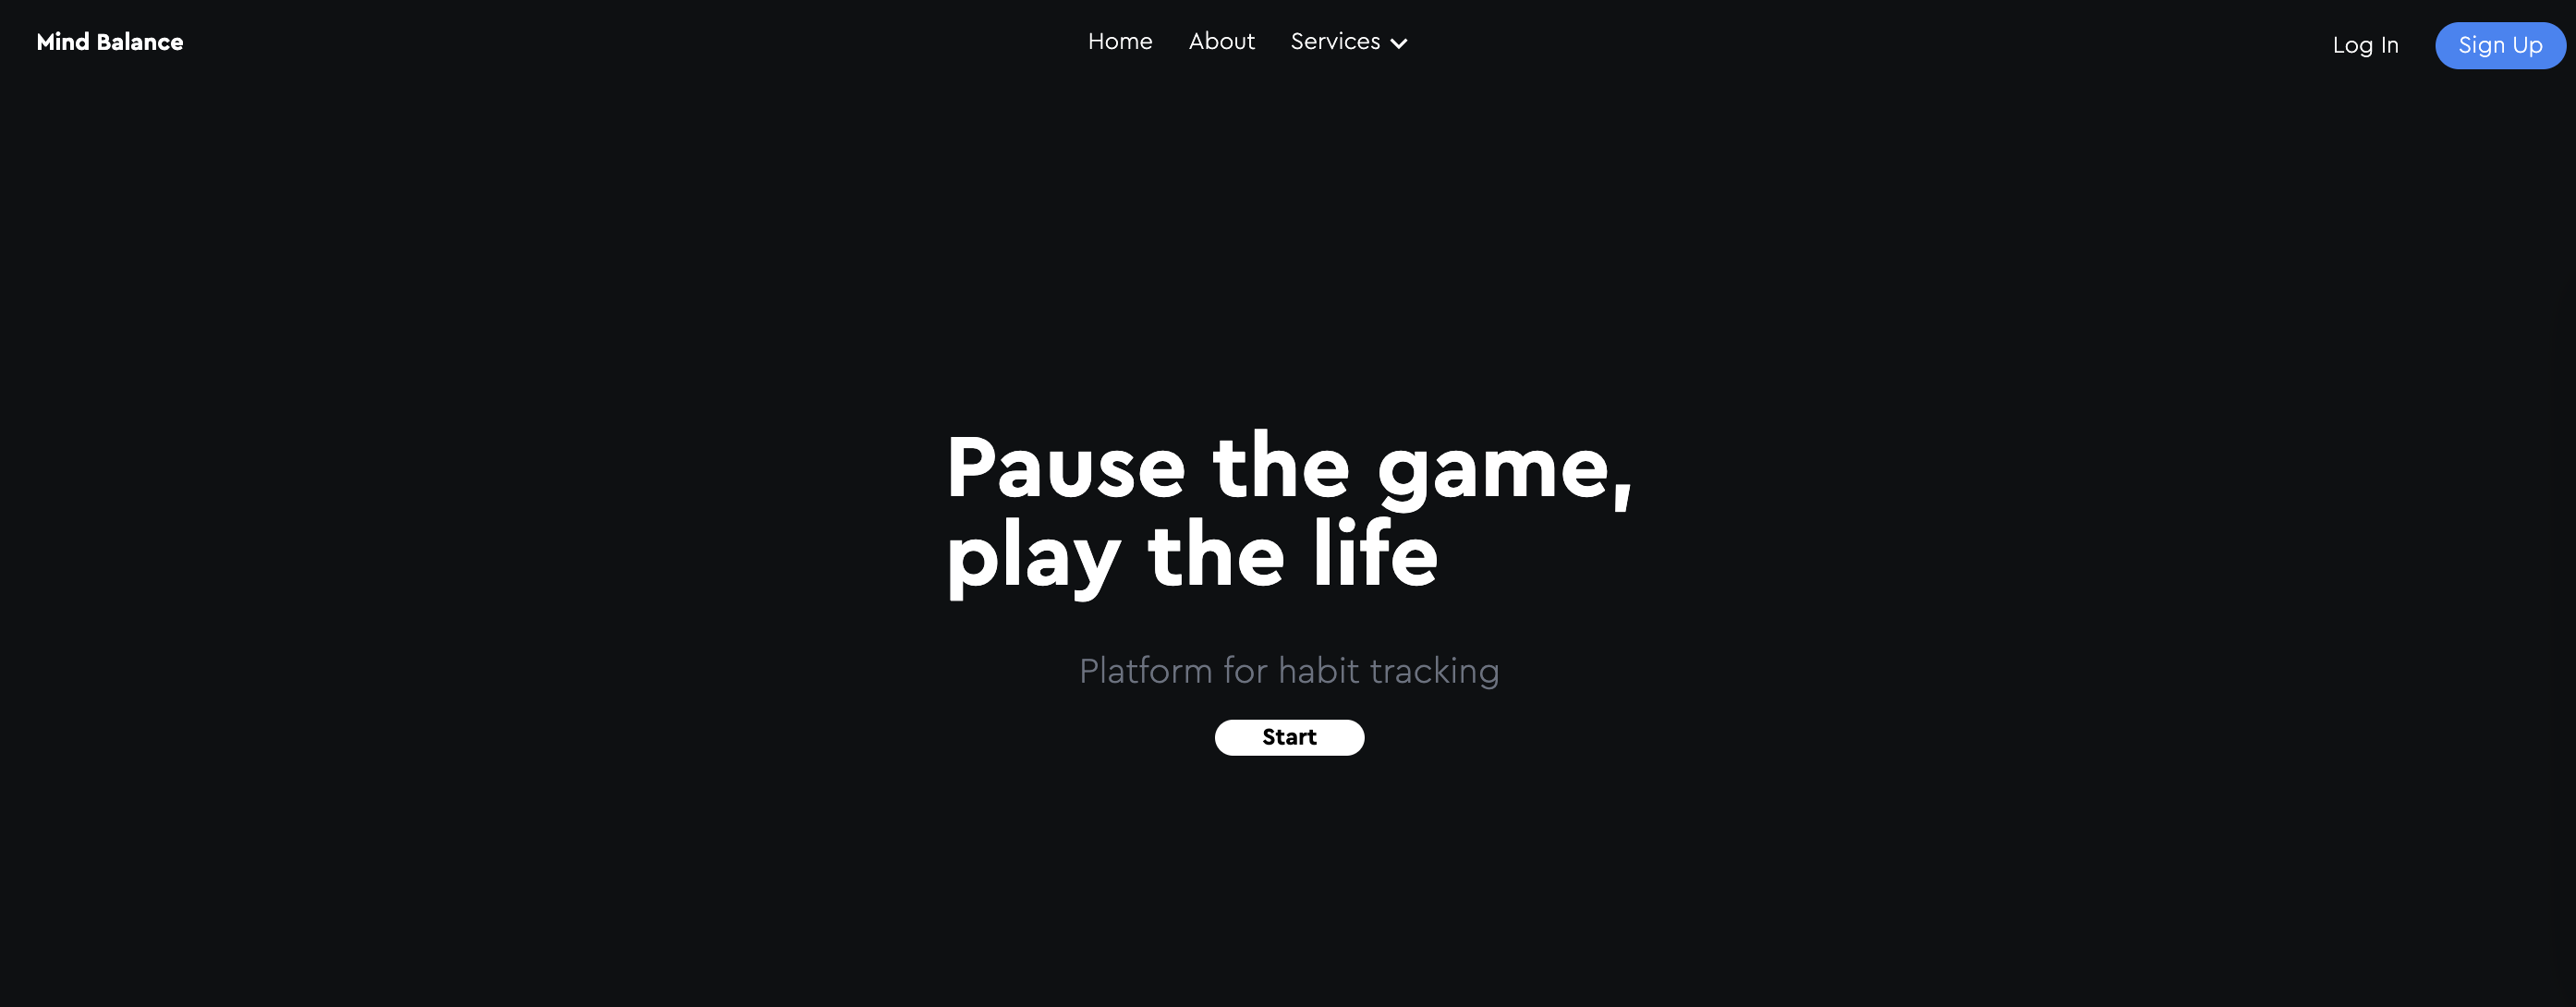 Mind Balance
Home About Services
Log In Sign Up
Pause the game,
play the life
Platform for habit tracking
Start